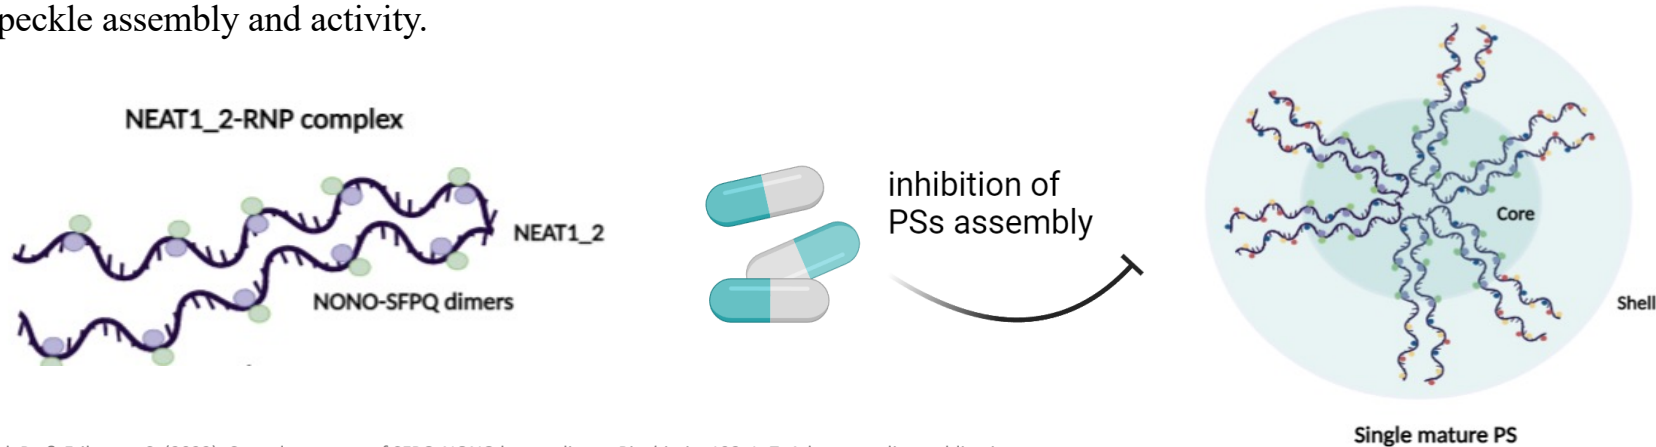 peckle assembly and activity.
NEAT1_2-RNP complex
NEAT1_2
NONO-SFPQ dimers
inhibition of
PSs assembly
Core
Shell
Single mature PS